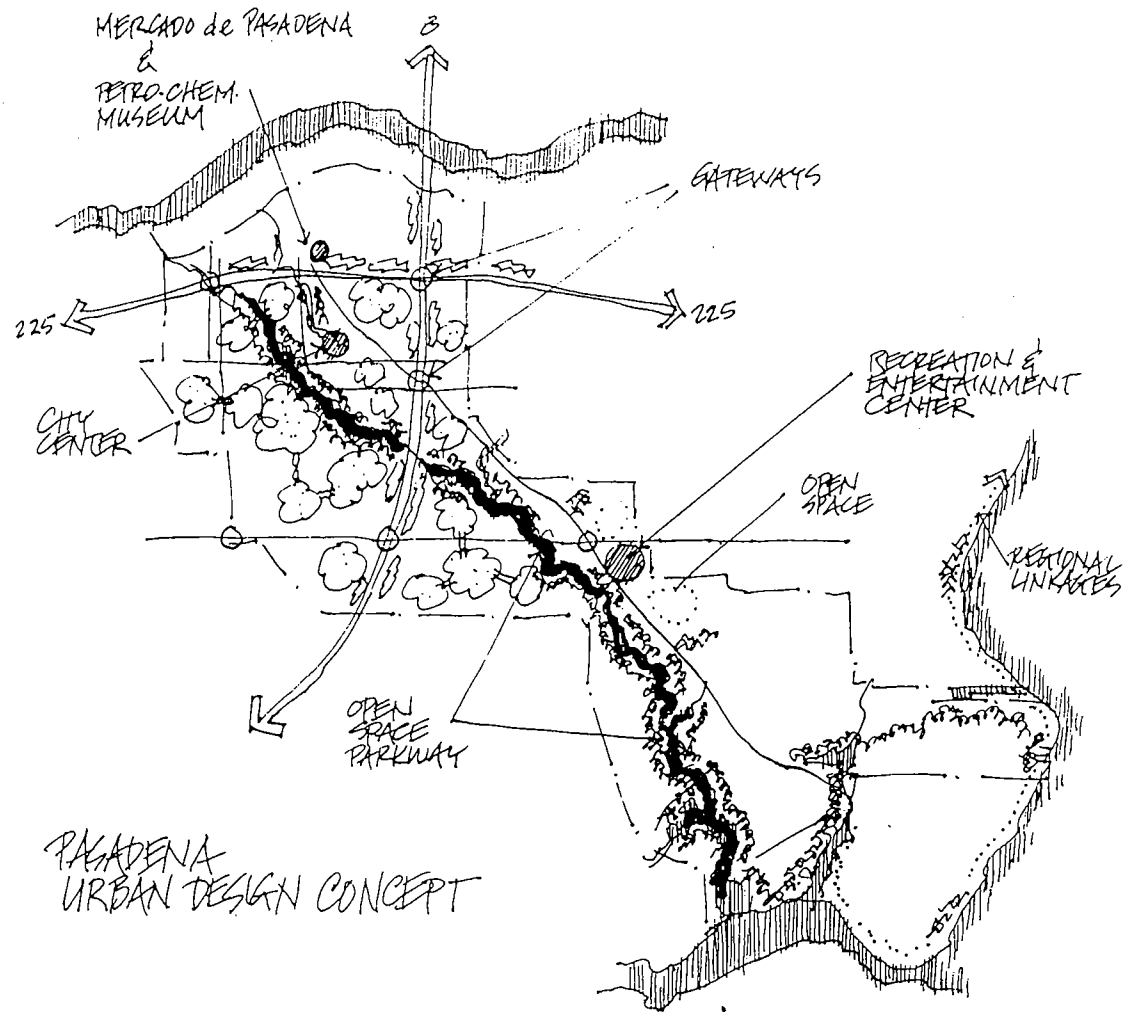 MERCADO de PASADENA
&
PETRO-CHEM.
MUSEUM
8
GATEWAYS
225
225
RECREATION &
ENTERTAINMENT
CENTER
CITY
CENTER
OPEN
SPACE
REGIONAL
LINKAGES
OPEN
SPACE
PARKWAY
PASADENA
URBAN DESIGN CONCEPT